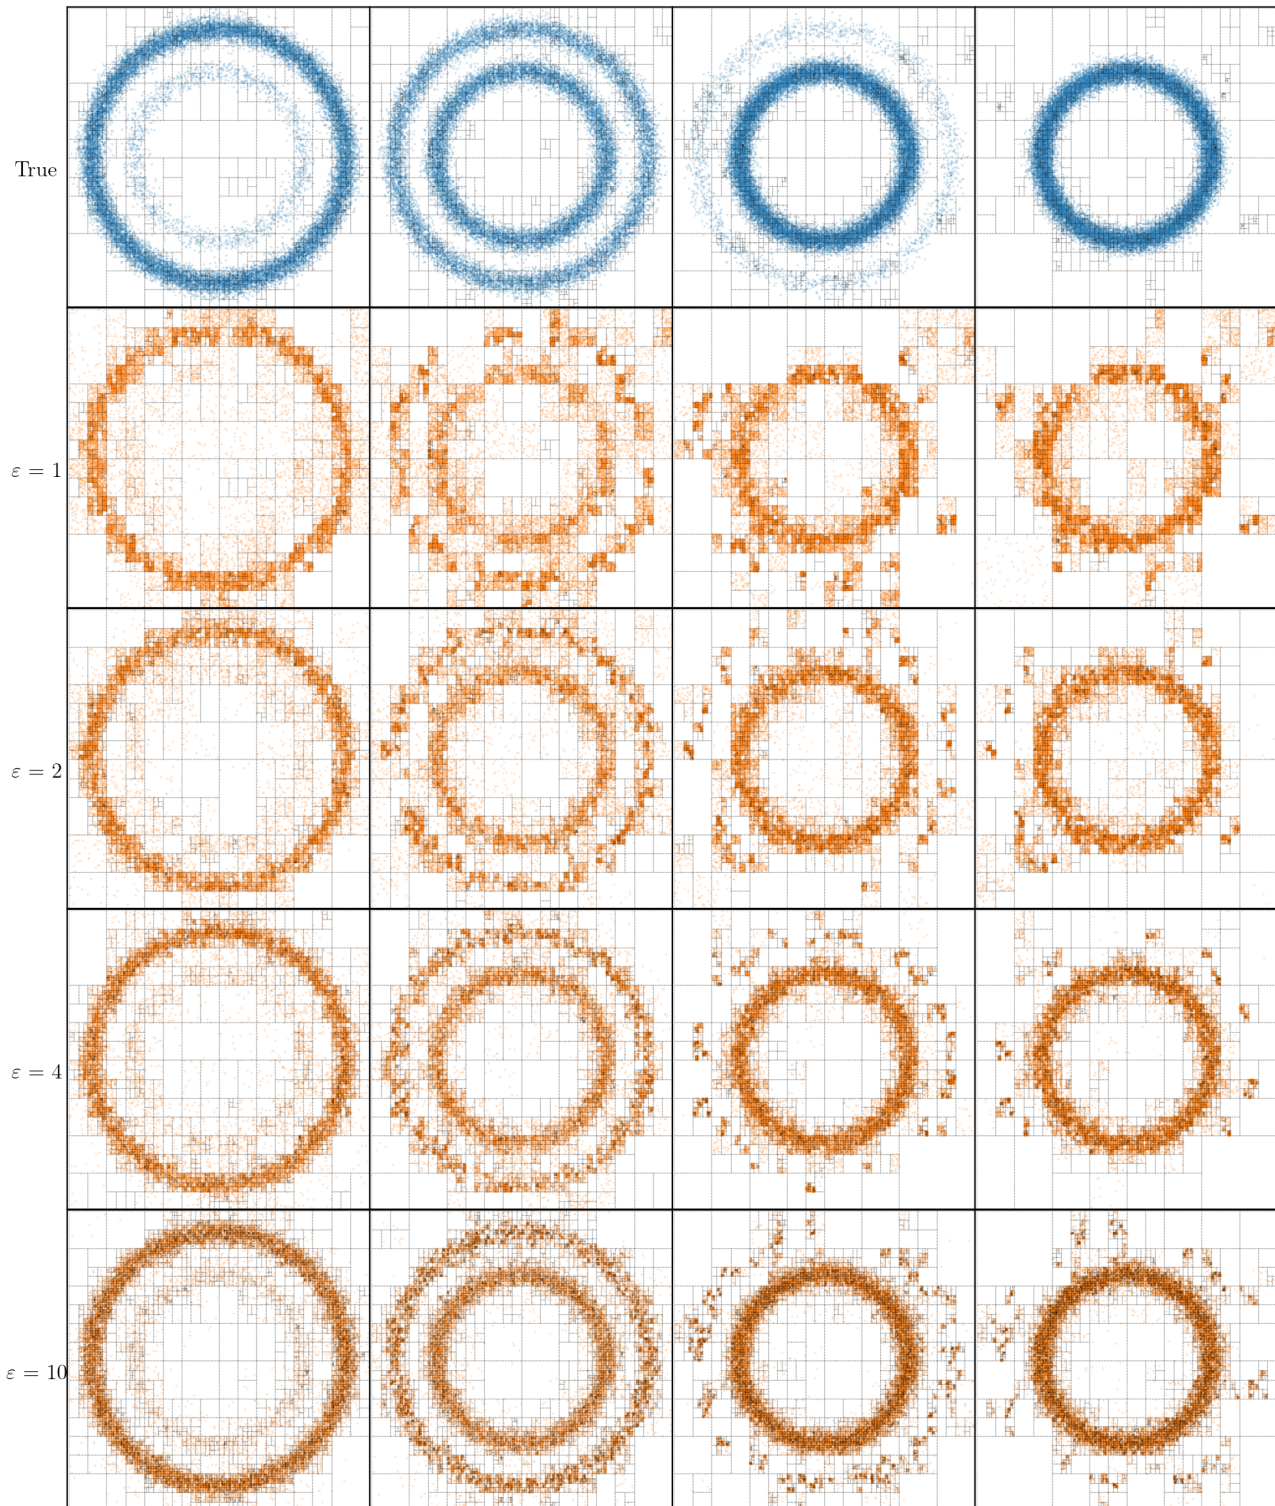 True
ε = 1
ε = 2
ε = 4
ε = 10